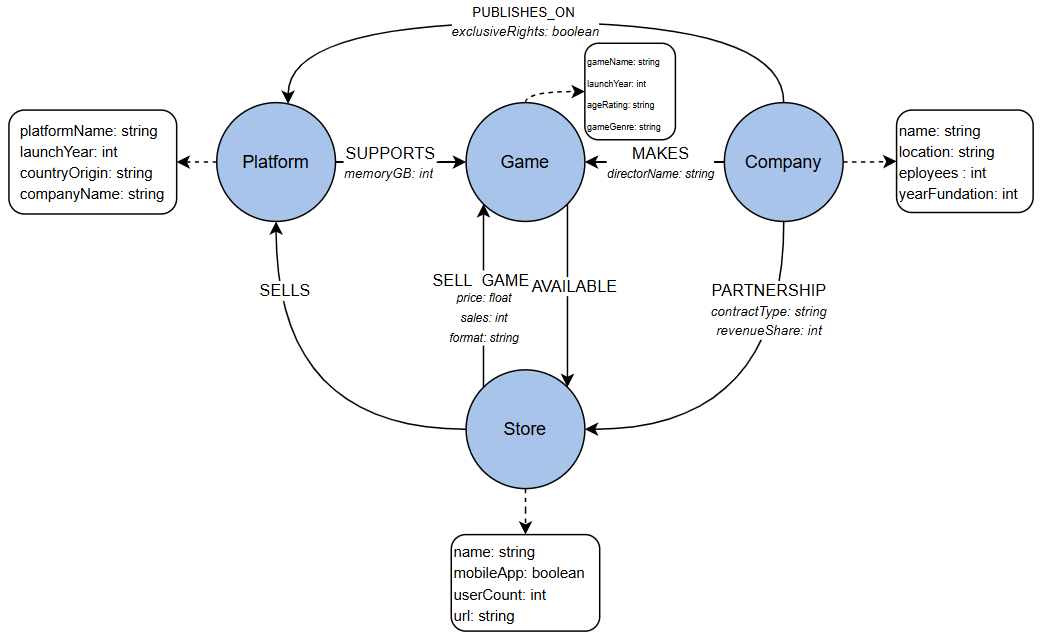 PUBLISHES_ON
exclusiveRights: boolean
gameName: string
launchYear: int
ageRating: string
gameGenre: string
platformName: string
launchYear: int
countryOrigin: string
companyName: string
Platform
SUPPORTS
memoryGB: int
Game
MAKES
directorName: string
Company
name: string
location: string
eployees : int
yearFundation: int
SELLS
SELL GAME
price: float
sales: int
format: string
AVAILABLE
PARTNERSHIP
contractType: string
revenueShare: int
Store
name: string
mobileApp: boolean
userCount: int
url: string